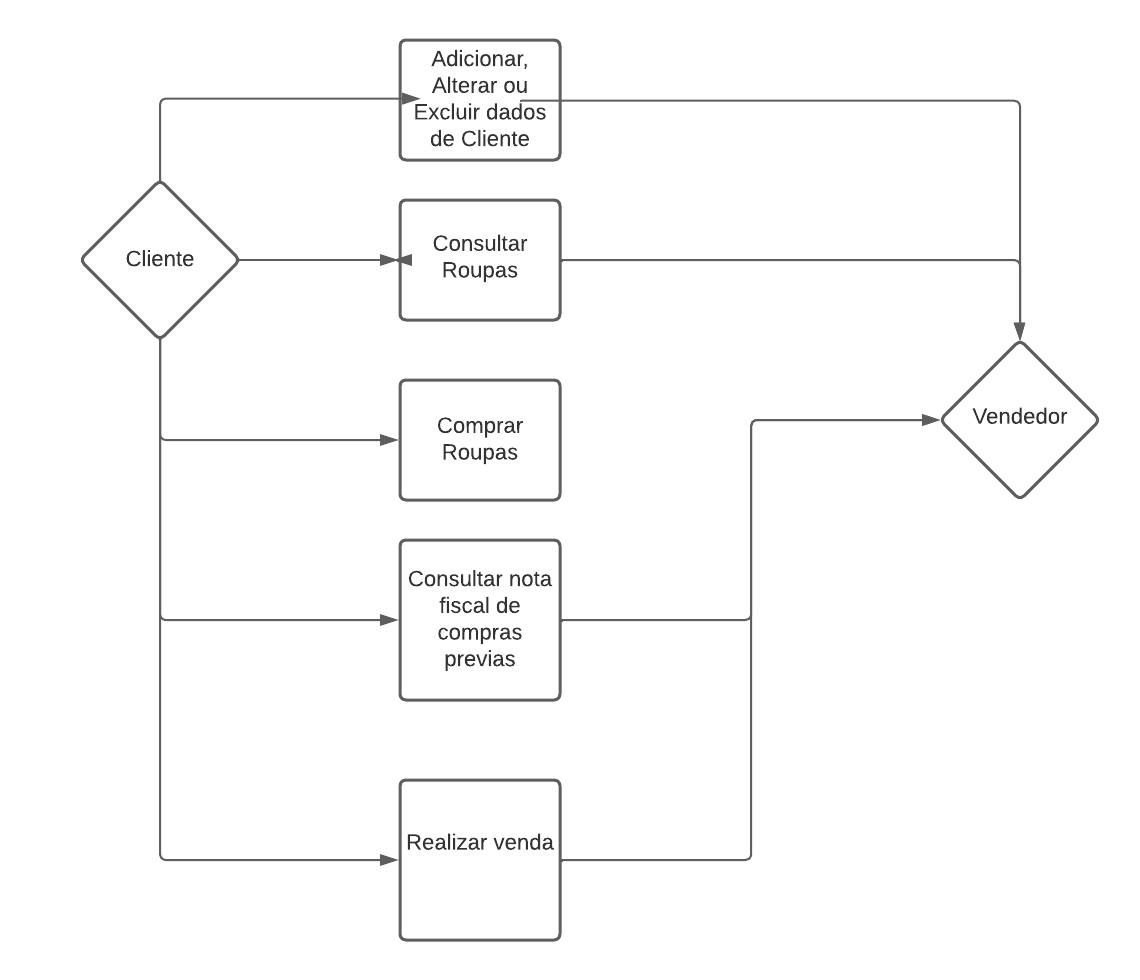 Adicionar,
Alterar ou
Excluir dados
de Cliente
Cliente
Consultar
Roupas
Comprar
Roupas
Vendedor
Consultar nota
fiscal de
compras
previas
Realizar venda